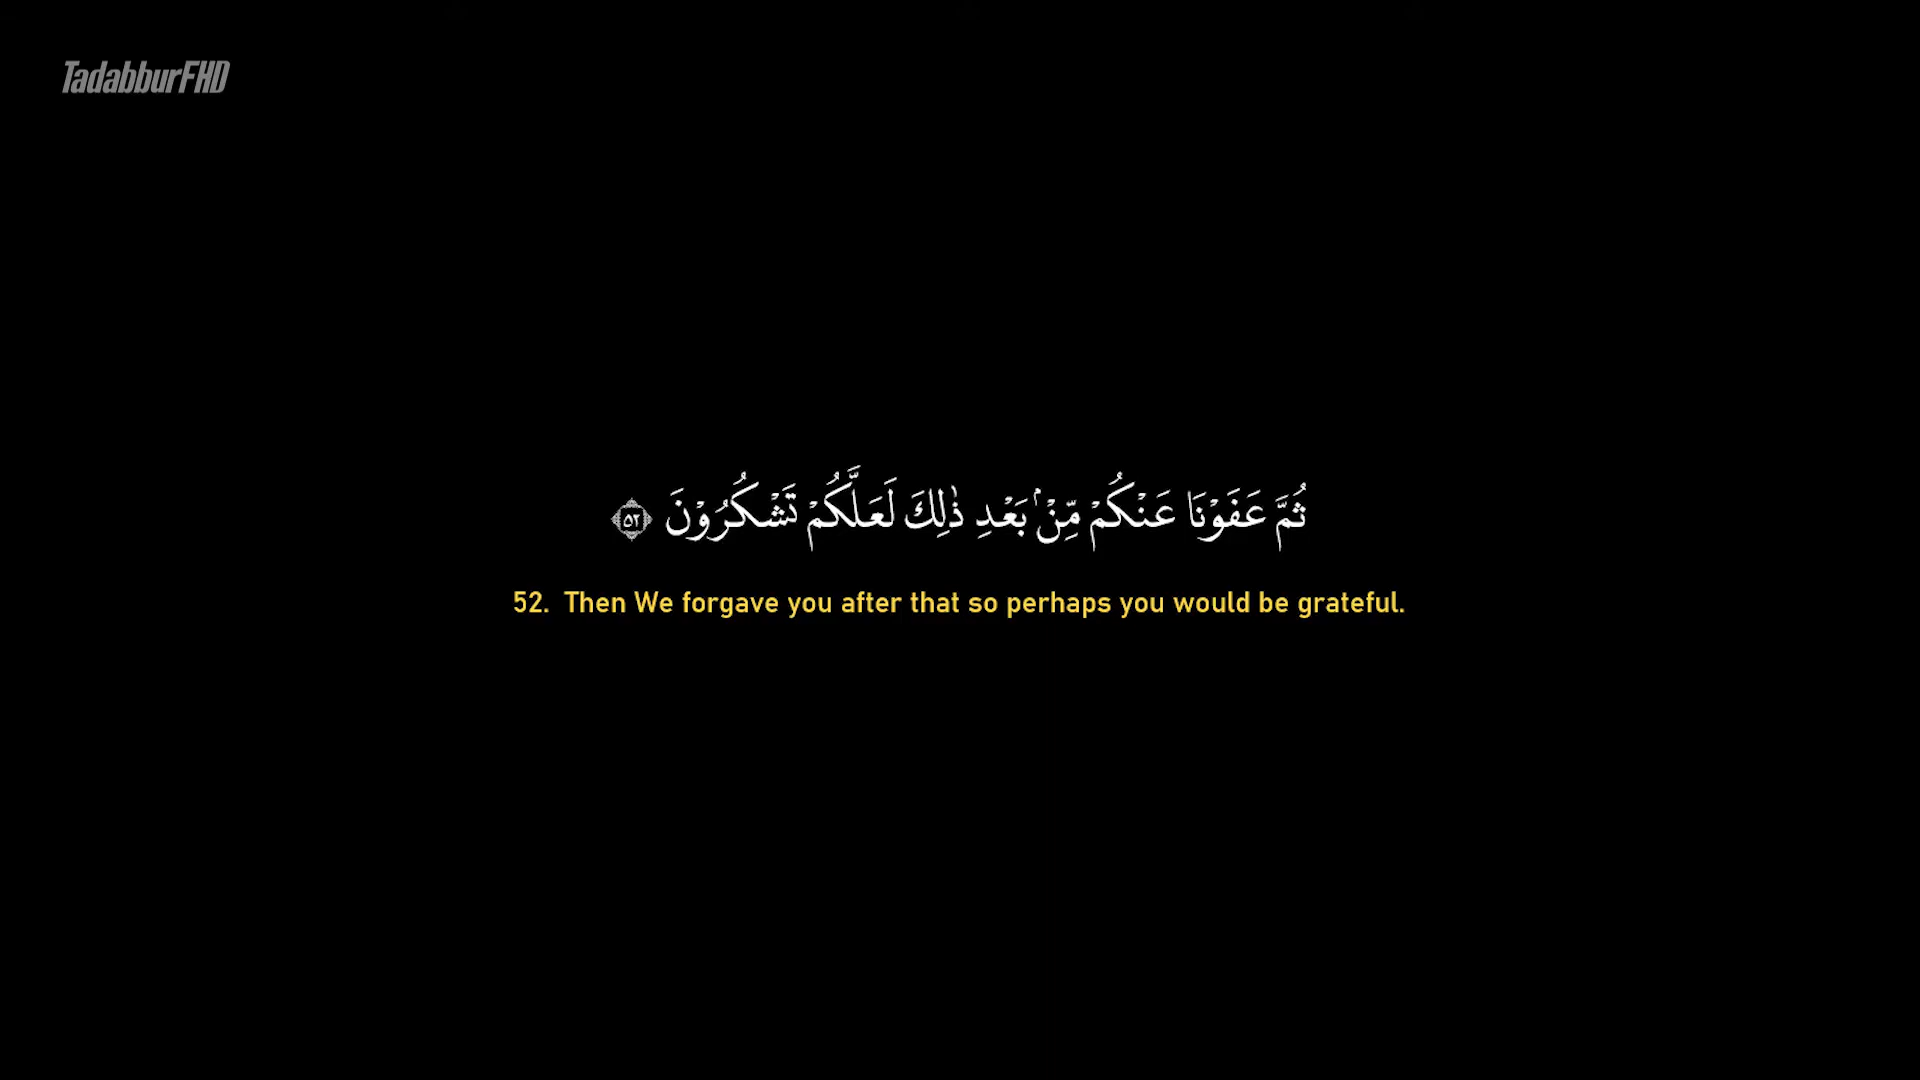 TadabburFHD
ثُمَّ عَفَوْنَا عَنْكُمْ مِّنْۢ بَعْدِ ذٰلِكَ لَعَلَّكُمْ تَشْكُرُوْنَ ٥٢
52. Then We forgave you after that so perhaps you would be grateful.